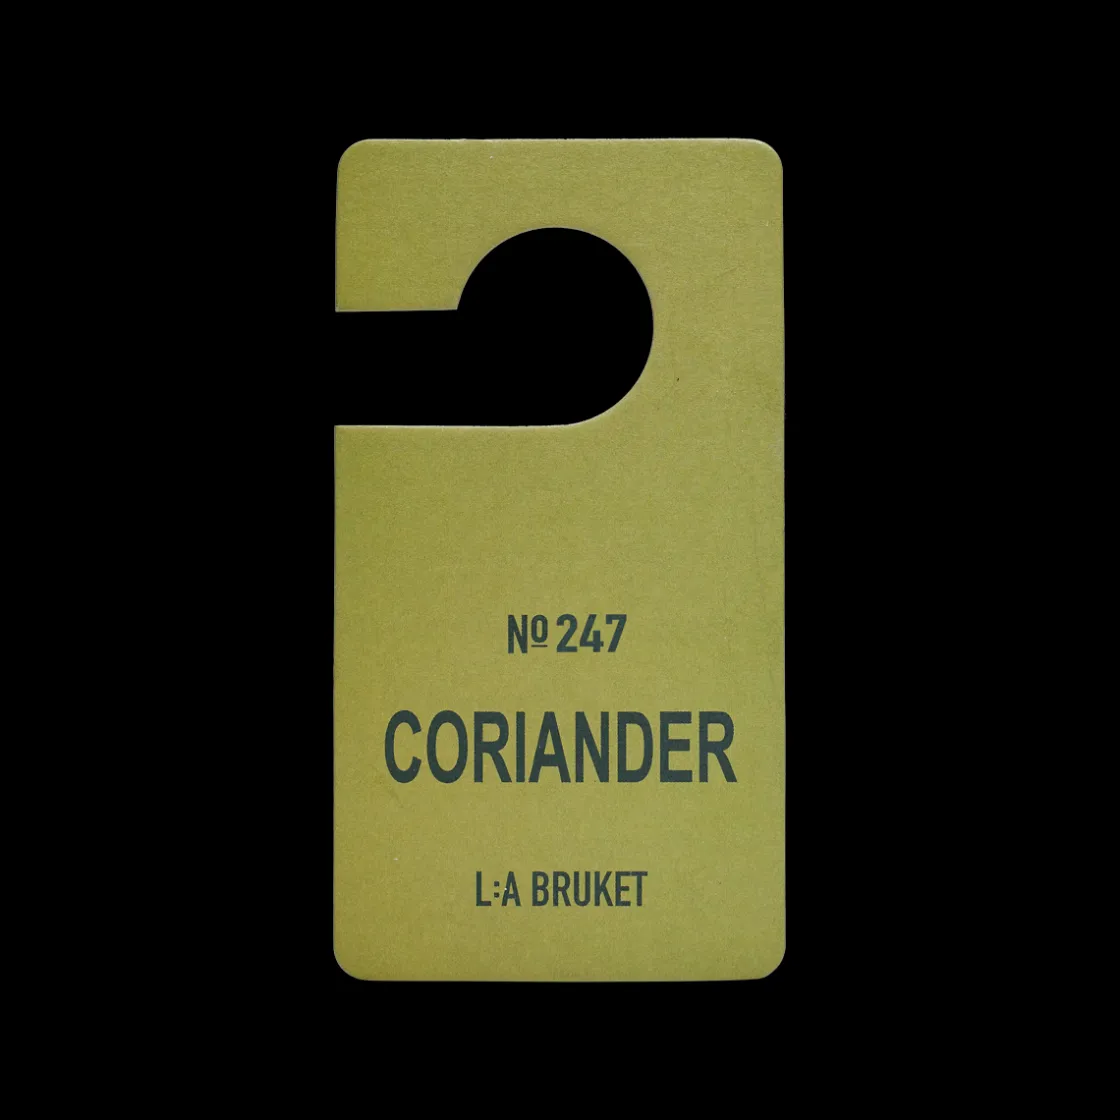 Nº 247
CORIANDER
L:A BRUKET